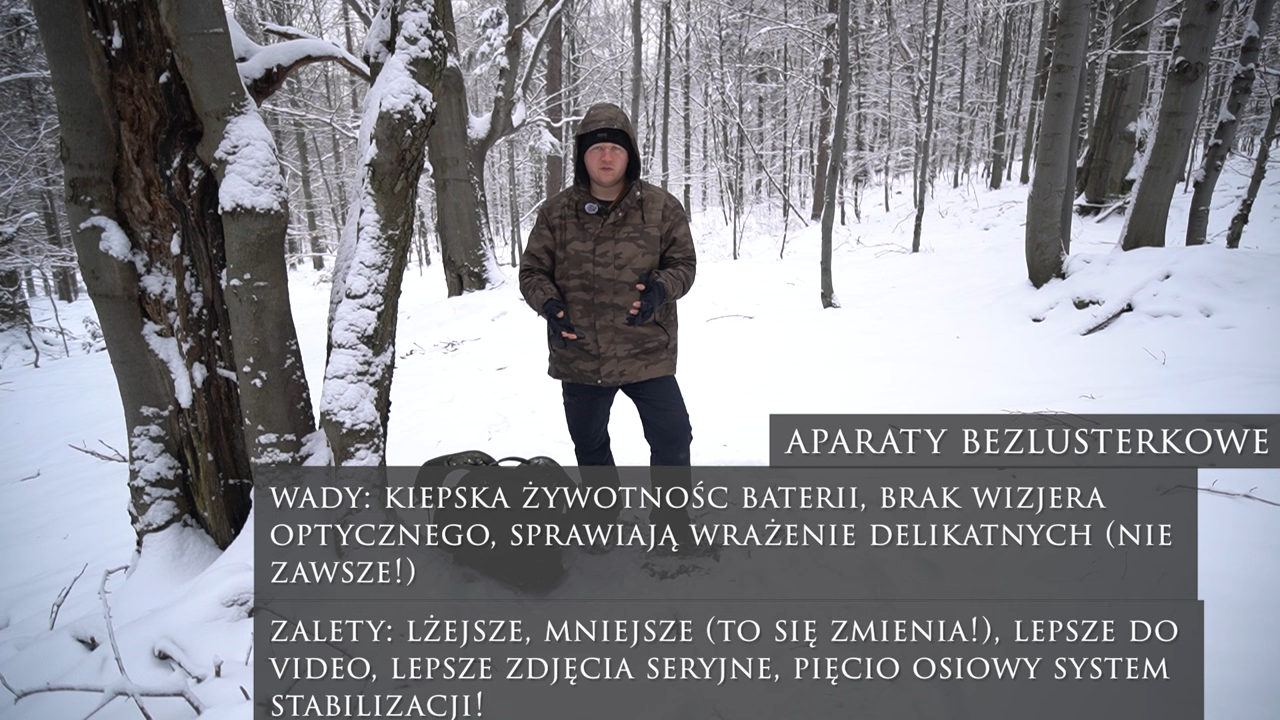 APARATY BEZLUSTERKOWE
WADY: KIEPSKA ŻYWOTNOŚC BATERII, BRAK WIZJERA
OPTYCZNEGO, SPRAWIAJĄ WRAŻENIE DELIKATNYCH (NIE
ZAWSZE!)
ZALETY: LŻEJSZE, MNIEJSZE (TO SIĘ ZMIENIA!), LEPSZE DO
VIDEO, LEPSZE ZDJĘCIA SERYJNE, PIĘCIO OSIOWY SYSTEM
STABILIZACJI!